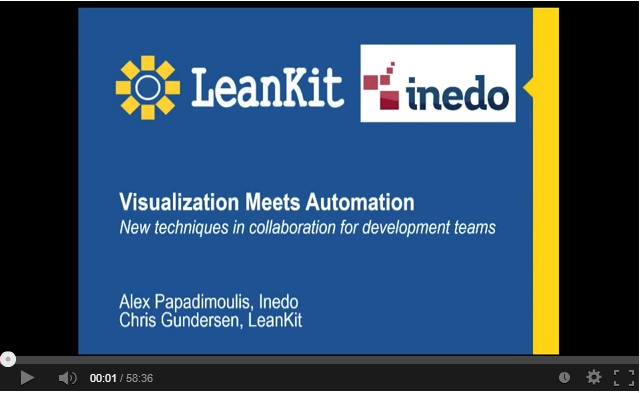 LeanKit
inedo
Visualization Meets Automation
New techniques in collaboration for development teams
Alex Papadimoulis, Inedo
Chris Gundersen, LeanKit
00:01 / 58:36